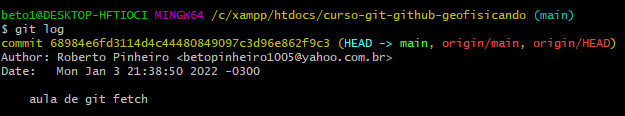 beto1@DESKTOP-HFTIOCI MINGW64 /c/xampp/htdocs/curso-git-github-geofisicando (main)
$ git log
commit 68984e6fd3114d4c44480849097c3d96e862f9c3 (HEAD -> main, origin/main, origin/HEAD)
Author: Roberto Pinheiro <betopinheiro1005@yahoo.com.br>
Date:   Mon Jan 3 21:38:50 2022 -0300
    aula de git fetch